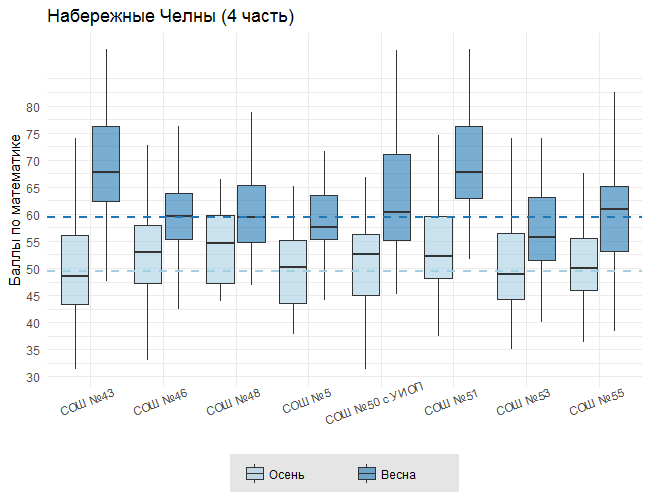 Набережные Челны (4 часть)
Баллы по математике
80
75
70
65
60
55
50
45
40
35
30
СОШ №43
СОШ №46
СОШ №48
СОШ №5
СОШ №50 с УИОП
СОШ №51
СОШ №53
СОШ №55
Осень
Весна